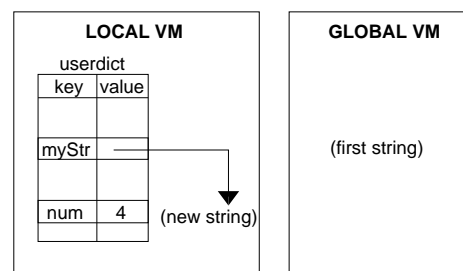 LOCAL VM
userdict
key value
myStr
num 4
(new string)
GLOBAL VM
(first string)